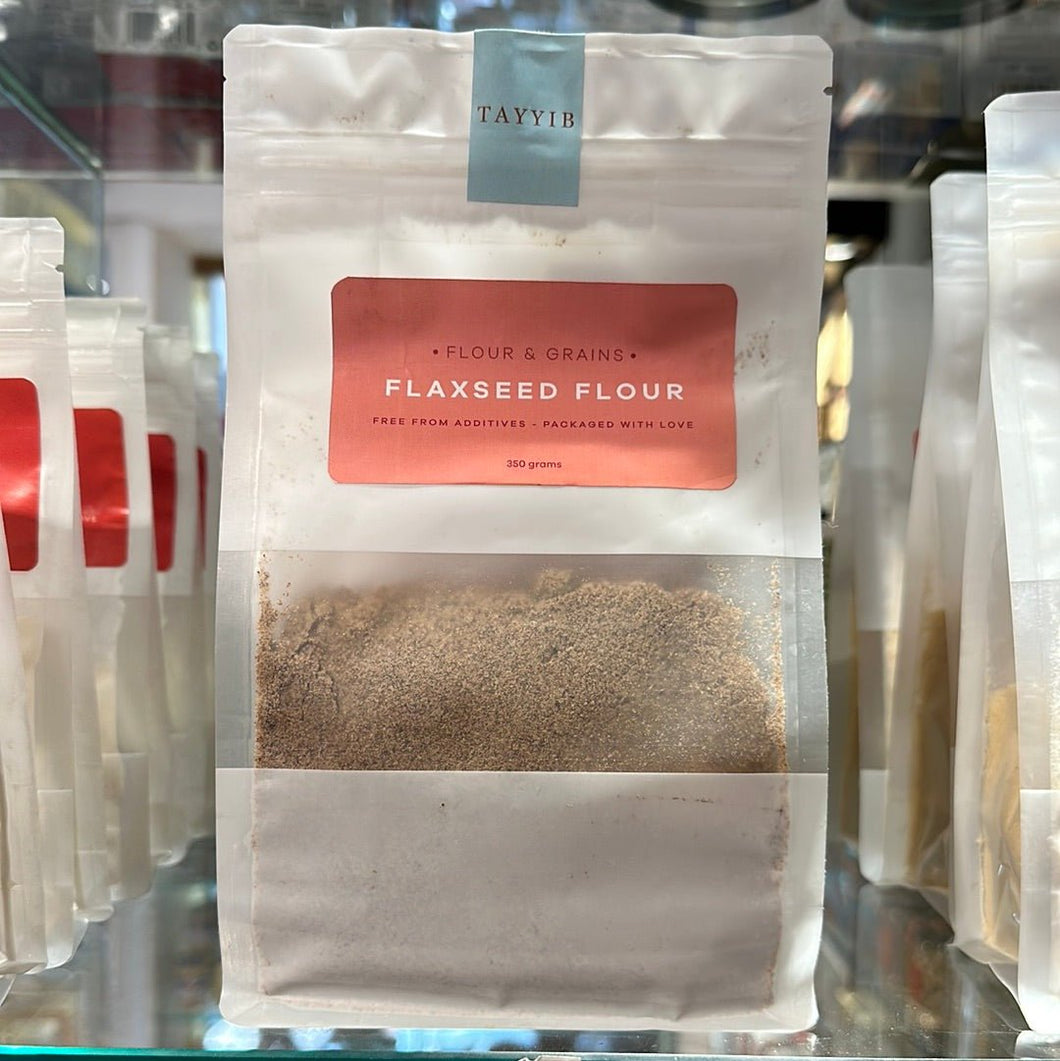 TAYYIB
• FLOUR & GRAINS •
FLAXSEED FLOUR
FREE FROM ADDITIVES - PACKAGED WITH LOVE
350 grams